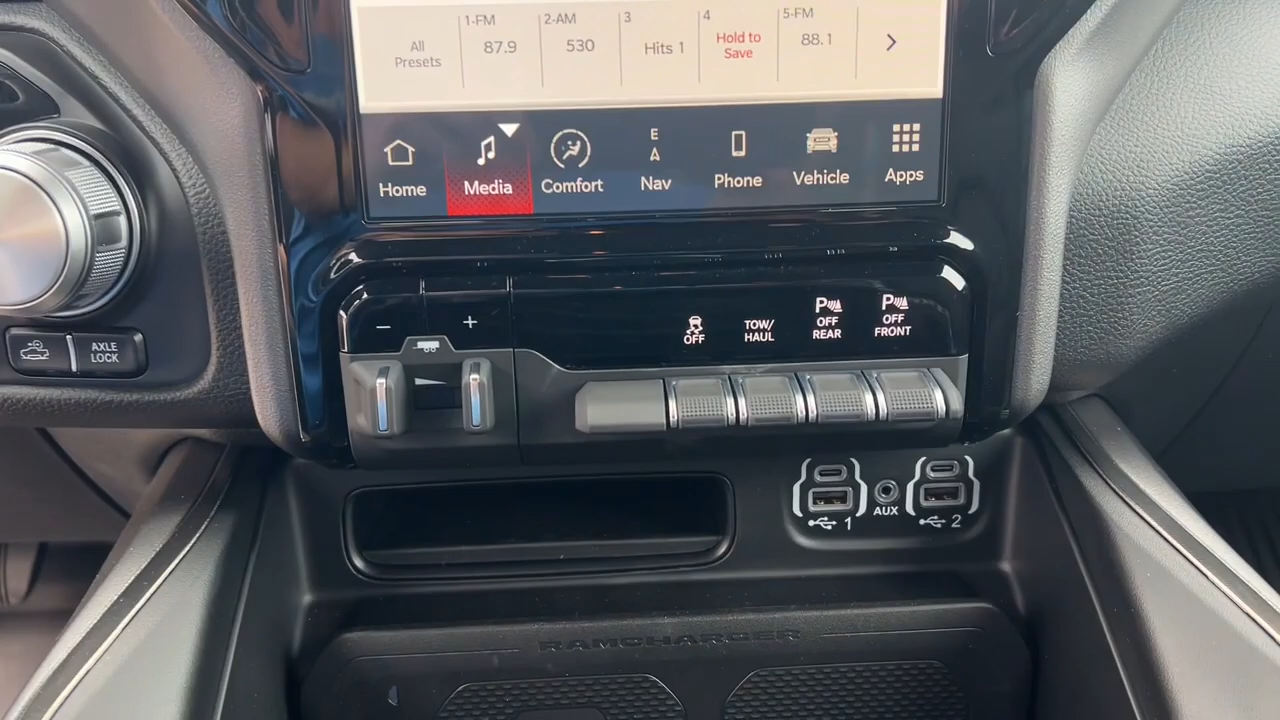 1-FM
2-AM
3
4
5-FM
All
Presets
87.9
530
Hits 1
Hold to
Save
88.1
E
A
Home
Media
Comfort
Nav
Phone
Vehicle
Apps
− +
OFF
TOW/
HAUL
P
OFF
REAR
P
OFF
FRONT
AXLE
LOCK
1
AUX
2
RAMCHARGER